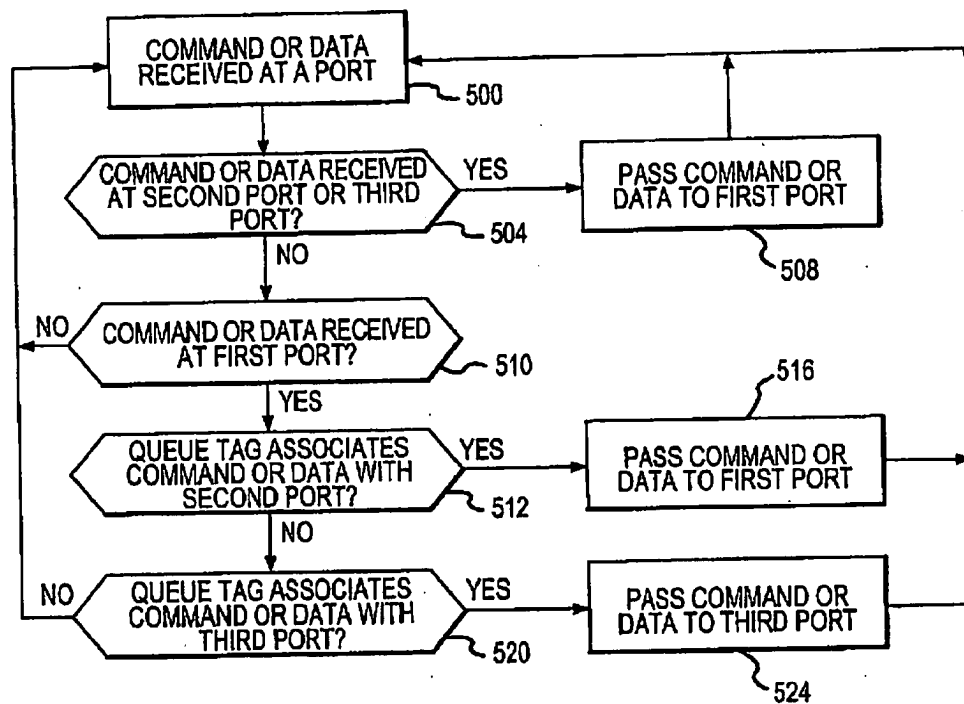 COMMAND OR DATA
RECEIVED AT A PORT
500
COMMAND OR DATA RECEIVED
AT SECOND PORT OR THIRD
PORT?
504
YES
PASS COMMAND OR
DATA TO FIRST PORT
508
NO
NO
COMMAND OR DATA RECEIVED
AT FIRST PORT?
510
YES
QUEUE TAG ASSOCIATES
COMMAND OR DATA WITH
SECOND PORT?
512
YES
516
PASS COMMAND OR
DATA TO FIRST PORT
NO
NO
QUEUE TAG ASSOCIATES
COMMAND OR DATA WITH
THIRD PORT?
520
YES
PASS COMMAND OR
DATA TO THIRD PORT
524